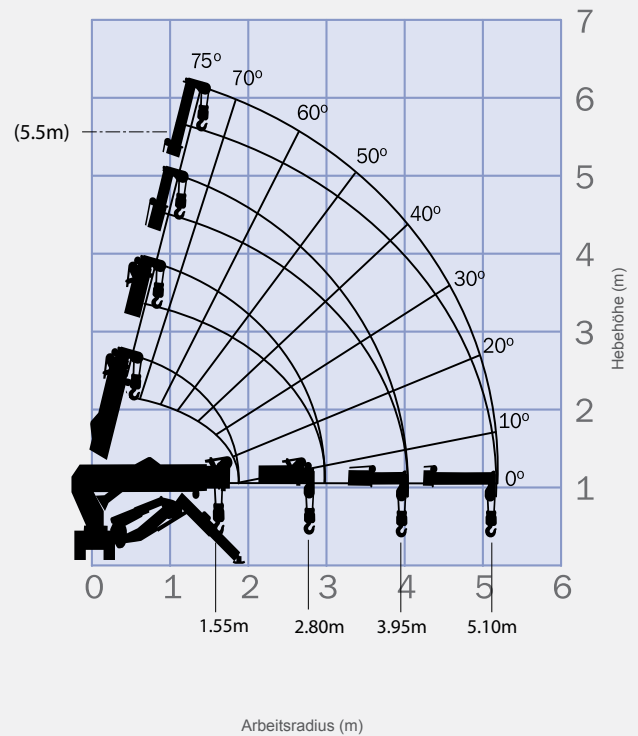 7
75º
70º
6
60º
(5.5m)
50º
5
40º
4
30º
Hebehöhe (m)
3
20º
2
10º
0º
1
0 1 2 3 4 5 6
1.55m 2.80m 3.95m 5.10m
Arbeitsradius (m)